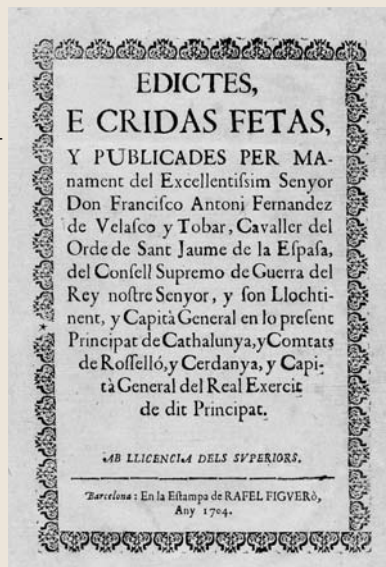 EDICTES,
E CRIDAS FETAS,
Y PUBLICADES PER MA-
nament del Excellentiſsim Senyor
Don Franciſco Antoni Fernandez
de Velaſco y Tobar, Cavaller del
Orde de Sant Jaume de la Eſpaſa,
del Conſell Supremo de Guerra del
Rey noſtre Senyor, y ſon Llochti-
nent, y Capità General en lo preſent
Principat de Cathalunya, y Comtats
de Roſſelló, y Cerdanya, y Capi-
tà General del Real Exercit
de dit Principat.
AB LLICENCIA DELS SVPERIORS.
Barcelona: En la Eſtampa de RAFEL FIGVERò,
Any 1704.